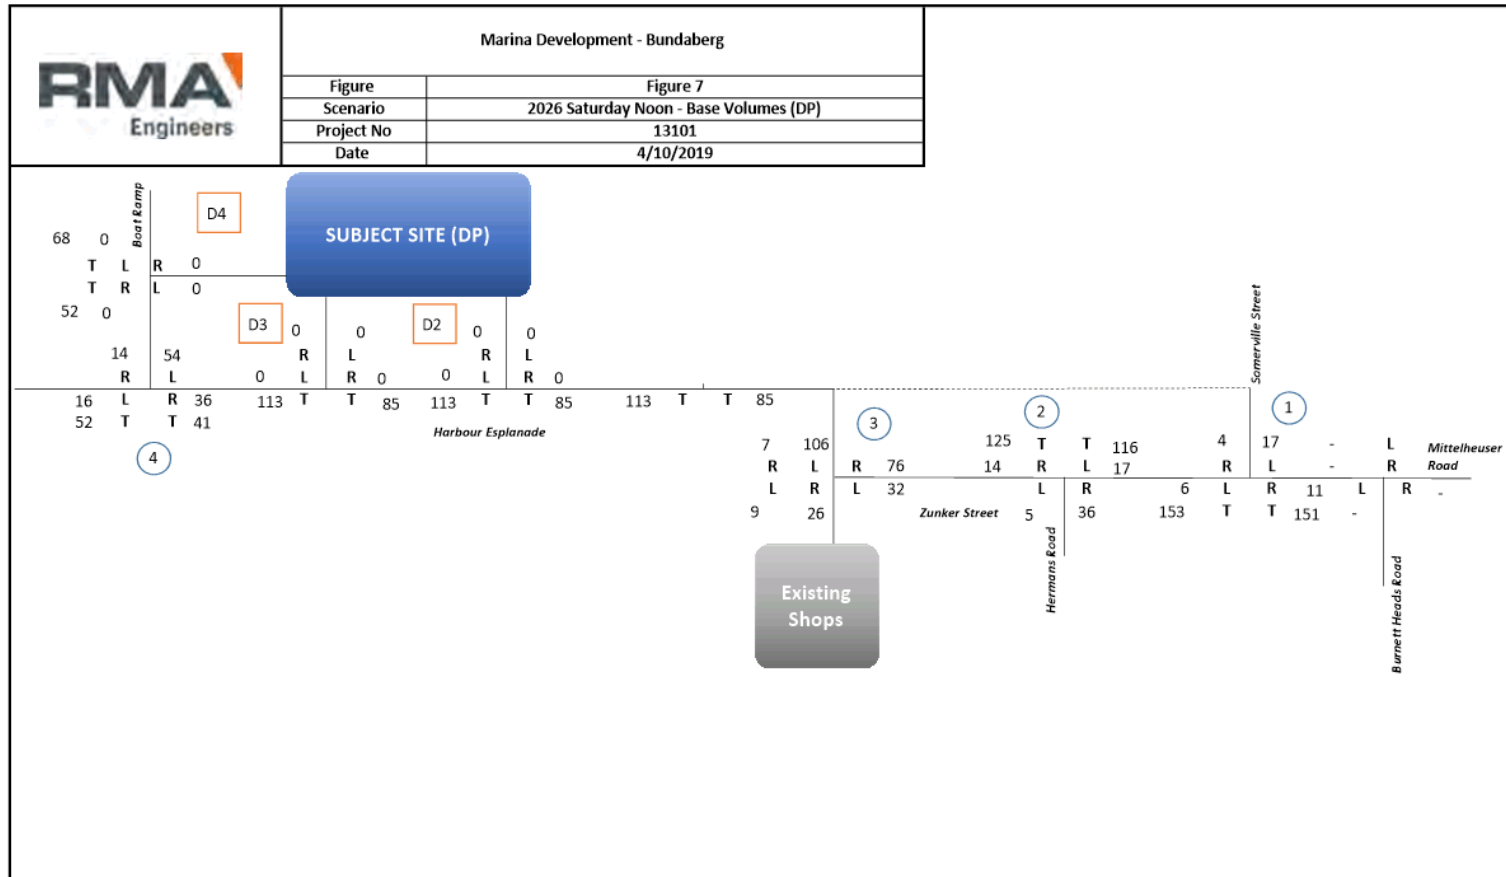 RMA
Engineers
Marina Development - Bundaberg
Figure Figure 7
Scenario 2026 Saturday Noon - Base Volumes (DP)
Project No 13101
Date 4/10/2019
Boat Ramp
D4
SUBJECT SITE (DP)
68 0
T L R 0
T R L 0
52 0
D3 0 0 D2 0 0
14 54 R L R L
R L 0 L R 0 0 L R 0
16 L R 36 113 T T 85 113 T T 85 113 T T 85
52 T T 41
Harbour Esplanade
4
Somerville Street
3 2 1
7 106 125 T T 116 4 17 - L Mittelheuser
R L R 76 14 R L 17 R L - R Road
L R L 32 L R 6 L R 11 L R -
9 26 Zunker Street 5 36 153 T T 151 -
Hermans Road
Burnett Heads Road
Existing
Shops